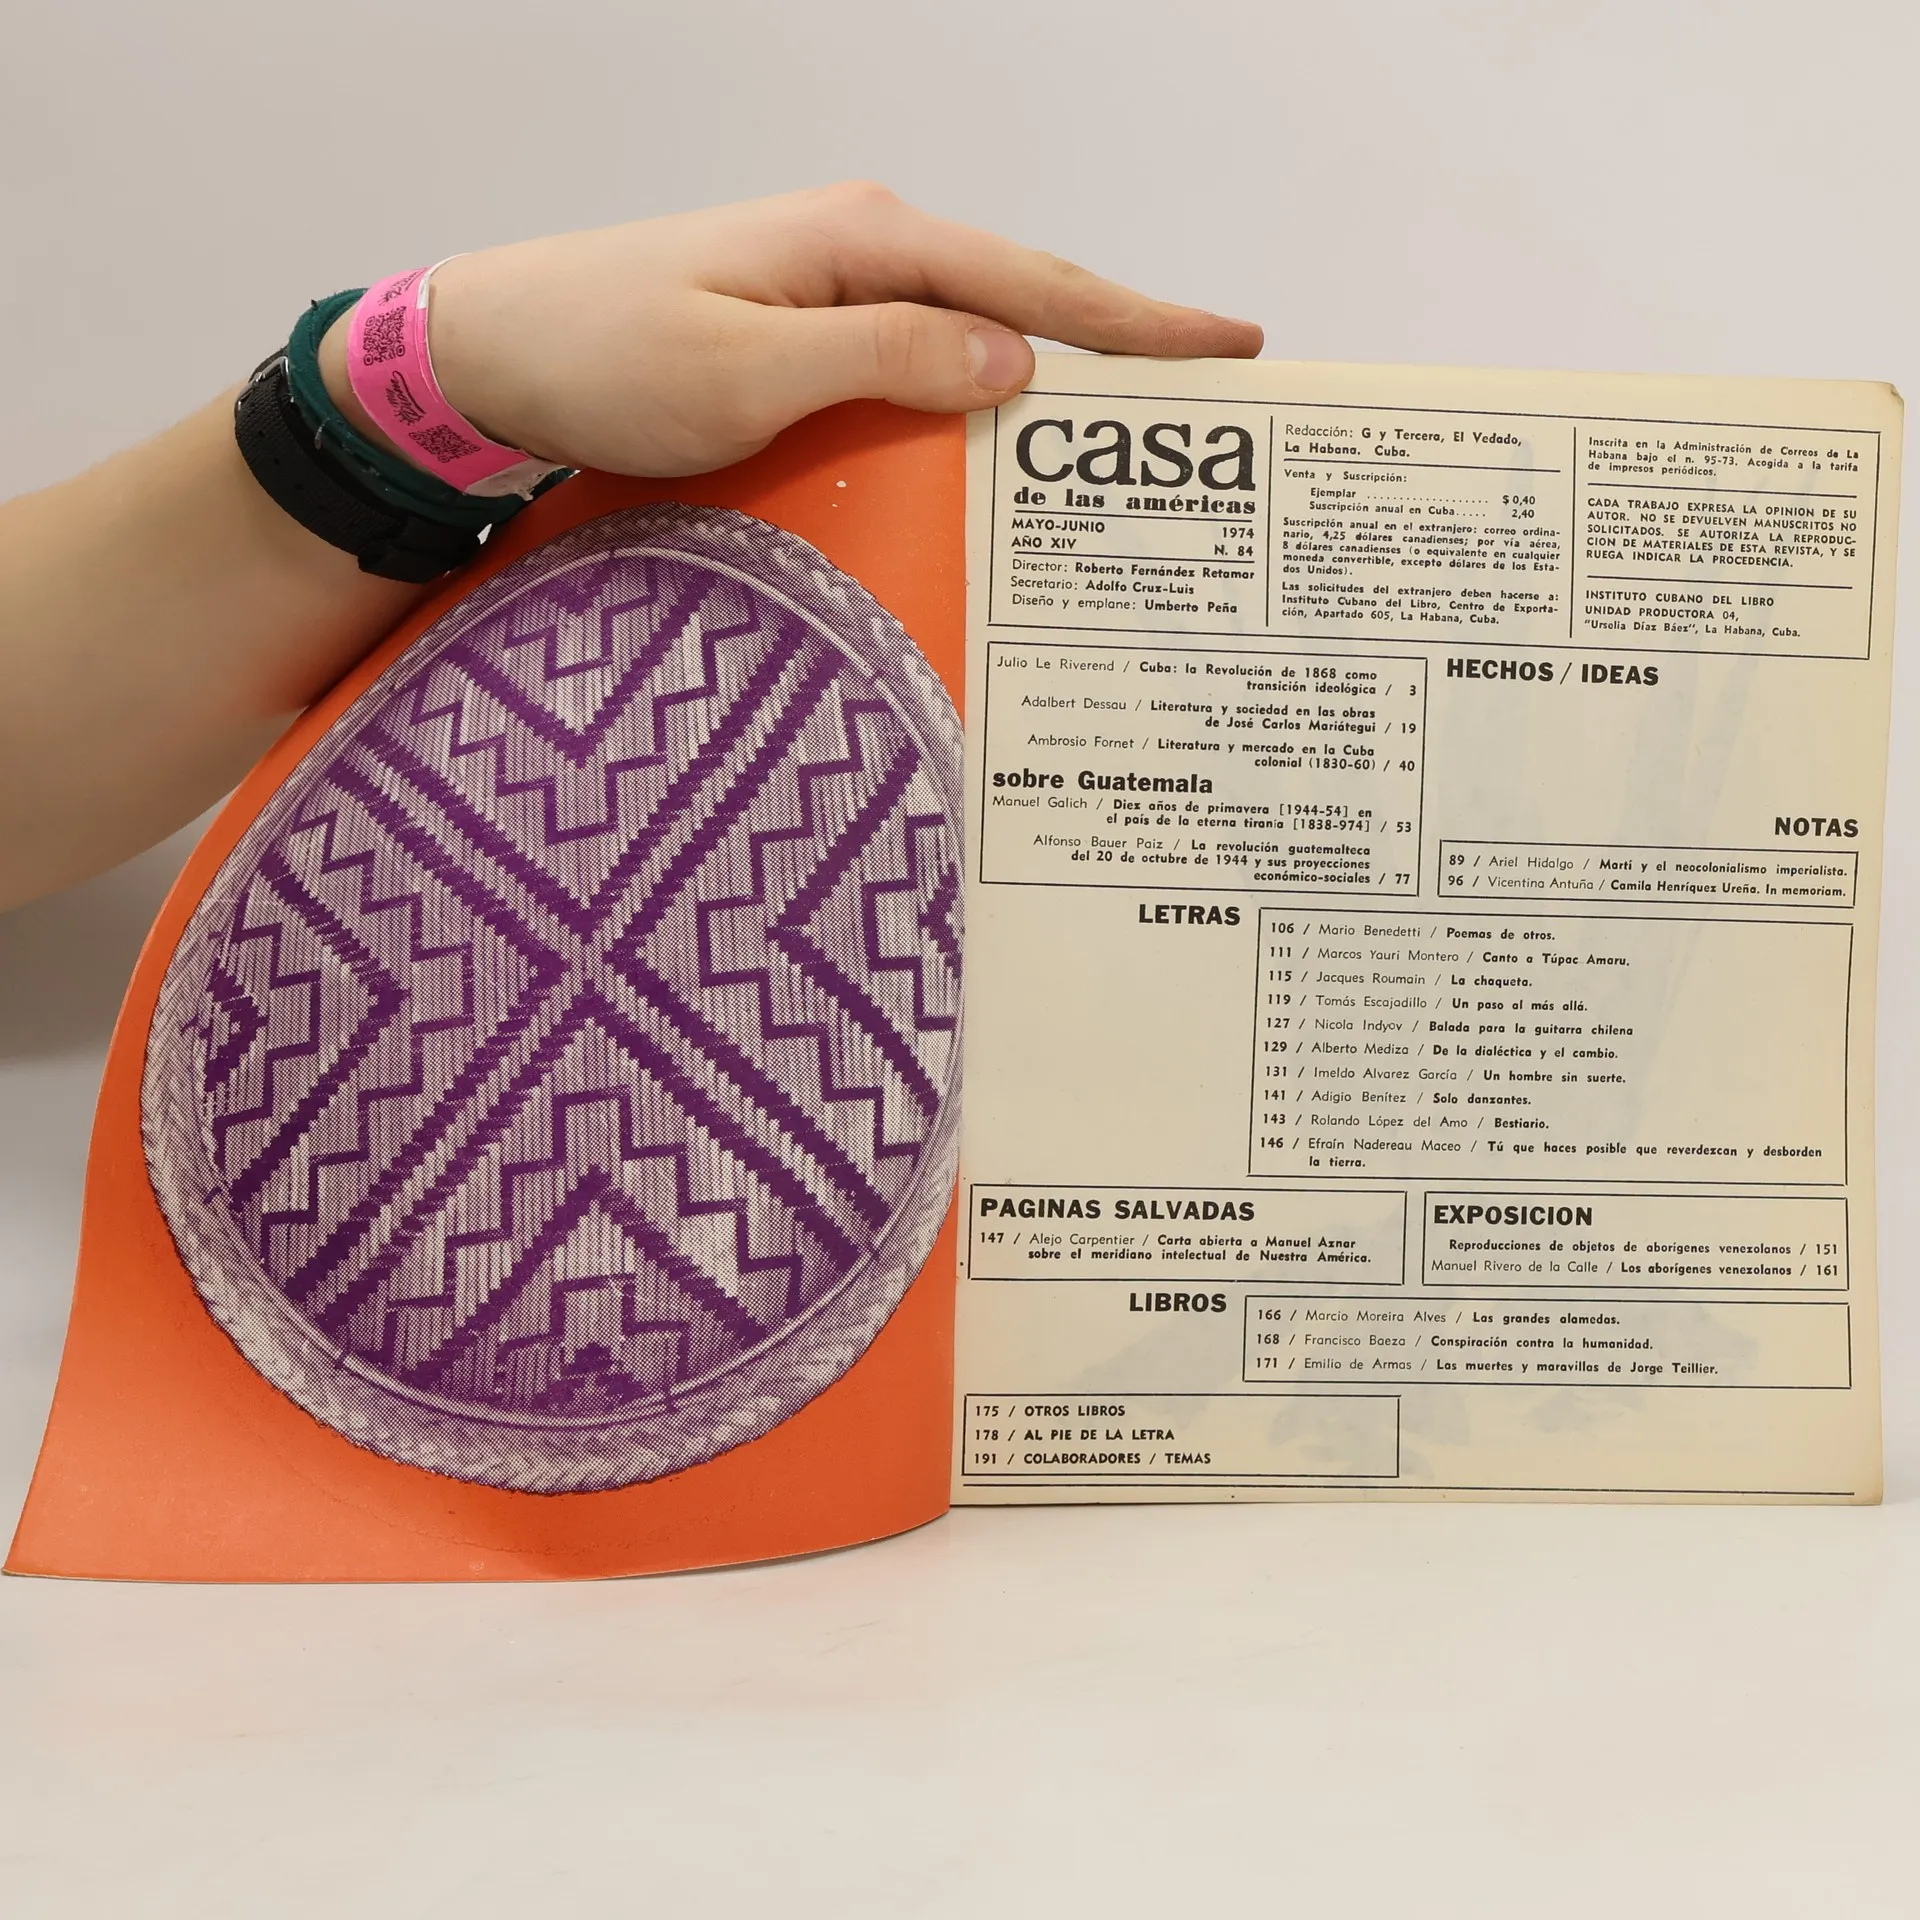 casa
de las américas
MAYO-JUNIO 1974
AÑO XIV N. 84
Director: Roberto Fernández Retamar
Secretario: Adolfo Cruz-Luis
Diseño y emplane: Umberto Peña
Redacción: G y Tercera, El Vedado,
La Habana. Cuba.
Venta y Suscripción:
Ejemplar ................... $ 0,40
Suscripción anual en Cuba..... 2,40
Suscripción anual en el extranjero: correo ordina-
nario, 4,25 dólares canadienses; por vía aérea,
8 dólares canadienses (o equivalente en cualquier
moneda convertible, excepto dólares de los Esta-
dos Unidos).
Las solicitudes del extranjero deben hacerse a:
Instituto Cubano del Libro, Centro de Exporta-
ción, Apartado 605, La Habana, Cuba.
Inscrita en la Administración de Correos de La
Habana bajo el n. 95-73. Acogida a la tarifa
de impresos periódicos.
CADA TRABAJO EXPRESA LA OPINION DE SU
AUTOR. NO SE DEVUELVEN MANUSCRITOS NO
SOLICITADOS. SE AUTORIZA LA REPRODUC-
CION DE MATERIALES DE ESTA REVISTA, Y SE
RUEGA INDICAR LA PROCEDENCIA.
INSTITUTO CUBANO DEL LIBRO
UNIDAD PRODUCTORA 04,
"Urselia Díaz Báez", La Habana, Cuba.
HECHOS / IDEAS
Julio Le Riverend / Cuba: la Revolución de 1868 como
transición ideológica / 3
Adalbert Dessau / Literatura y sociedad en las obras
de José Carlos Mariátegui / 19
Ambrosio Fornet / Literatura y mercado en la Cuba
colonial (1830-60) / 40
sobre Guatemala
Manuel Galich / Diez años de primavera [1944-54] en
el país de la eterna tiranía [1838-974] / 53
Alfonso Bauer Paiz / La revolución guatemalteca
del 20 de octubre de 1944 y sus proyecciones
económico-sociales / 77
NOTAS
89 / Ariel Hidalgo / Martí y el neocolonialismo imperialista.
96 / Vicentina Antuña / Camila Henríquez Ureña. In memoriam.
LETRAS
106 / Mario Benedetti / Poemas de otros.
111 / Marcos Yauri Montero / Canto a Túpac Amaru.
115 / Jacques Roumain / La chaqueta.
119 / Tomás Escajadillo / Un paso al más allá.
127 / Nicola Indyov / Balada para la guitarra chilena
129 / Alberto Mediza / De la dialéctica y el cambio.
131 / Imeldo Alvarez García / Un hombre sin suerte.
141 / Adigio Benítez / Solo danzantes.
143 / Rolando López del Amo / Bestiario.
146 / Efraín Nadereau Maceo / Tú que haces posible que reverdezcan y desborden
la tierra.
PAGINAS SALVADAS
147 / Alejo Carpentier / Carta abierta a Manuel Aznar
sobre el meridiano intelectual de Nuestra América.
EXPOSICION
Reproducciones de objetos de aborígenes venezolanos / 151
Manuel Rivero de la Calle / Los aborígenes venezolanos / 161
LIBROS
166 / Marcio Moreira Alves / Las grandes alamedas.
168 / Francisco Baeza / Conspiración contra la humanidad.
171 / Emilio de Armas / Las muertes y maravillas de Jorge Teillier.
175 / OTROS LIBROS
178 / AL PIE DE LA LETRA
191 / COLABORADORES / TEMAS